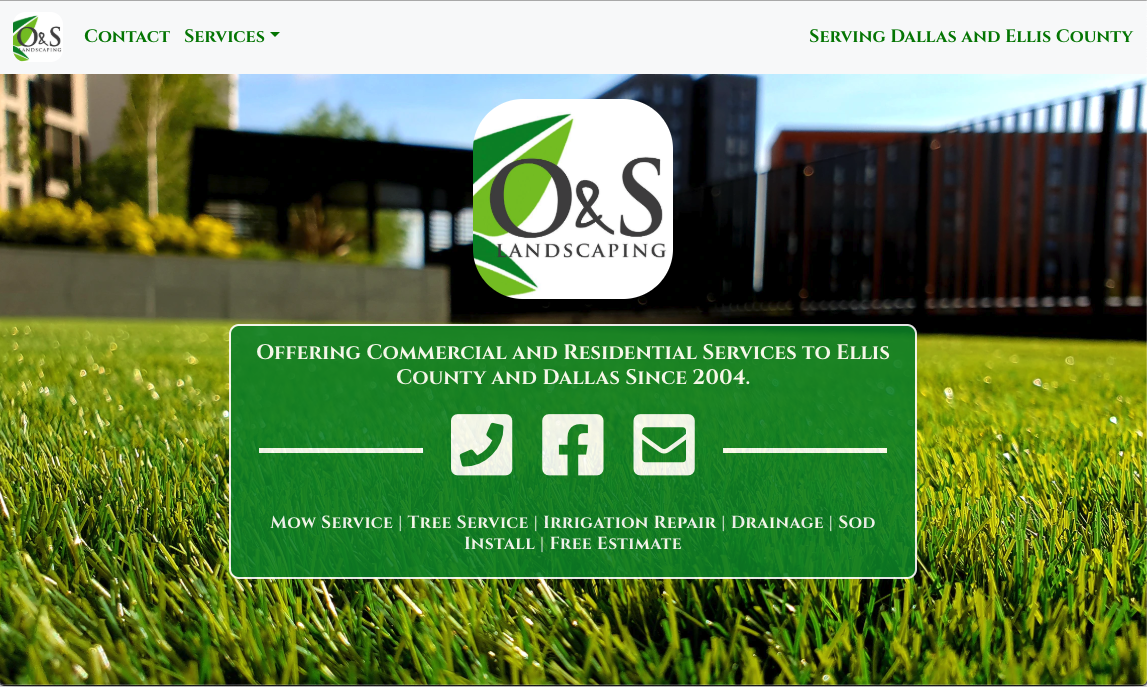 O&S
LANDSCAPING
Contact Services
Serving Dallas and Ellis County
O&S
LANDSCAPING
Offering Commercial and Residential Services to Ellis
County and Dallas Since 2004.
Mow Service | Tree Service | Irrigation Repair | Drainage | Sod
Install | Free Estimate